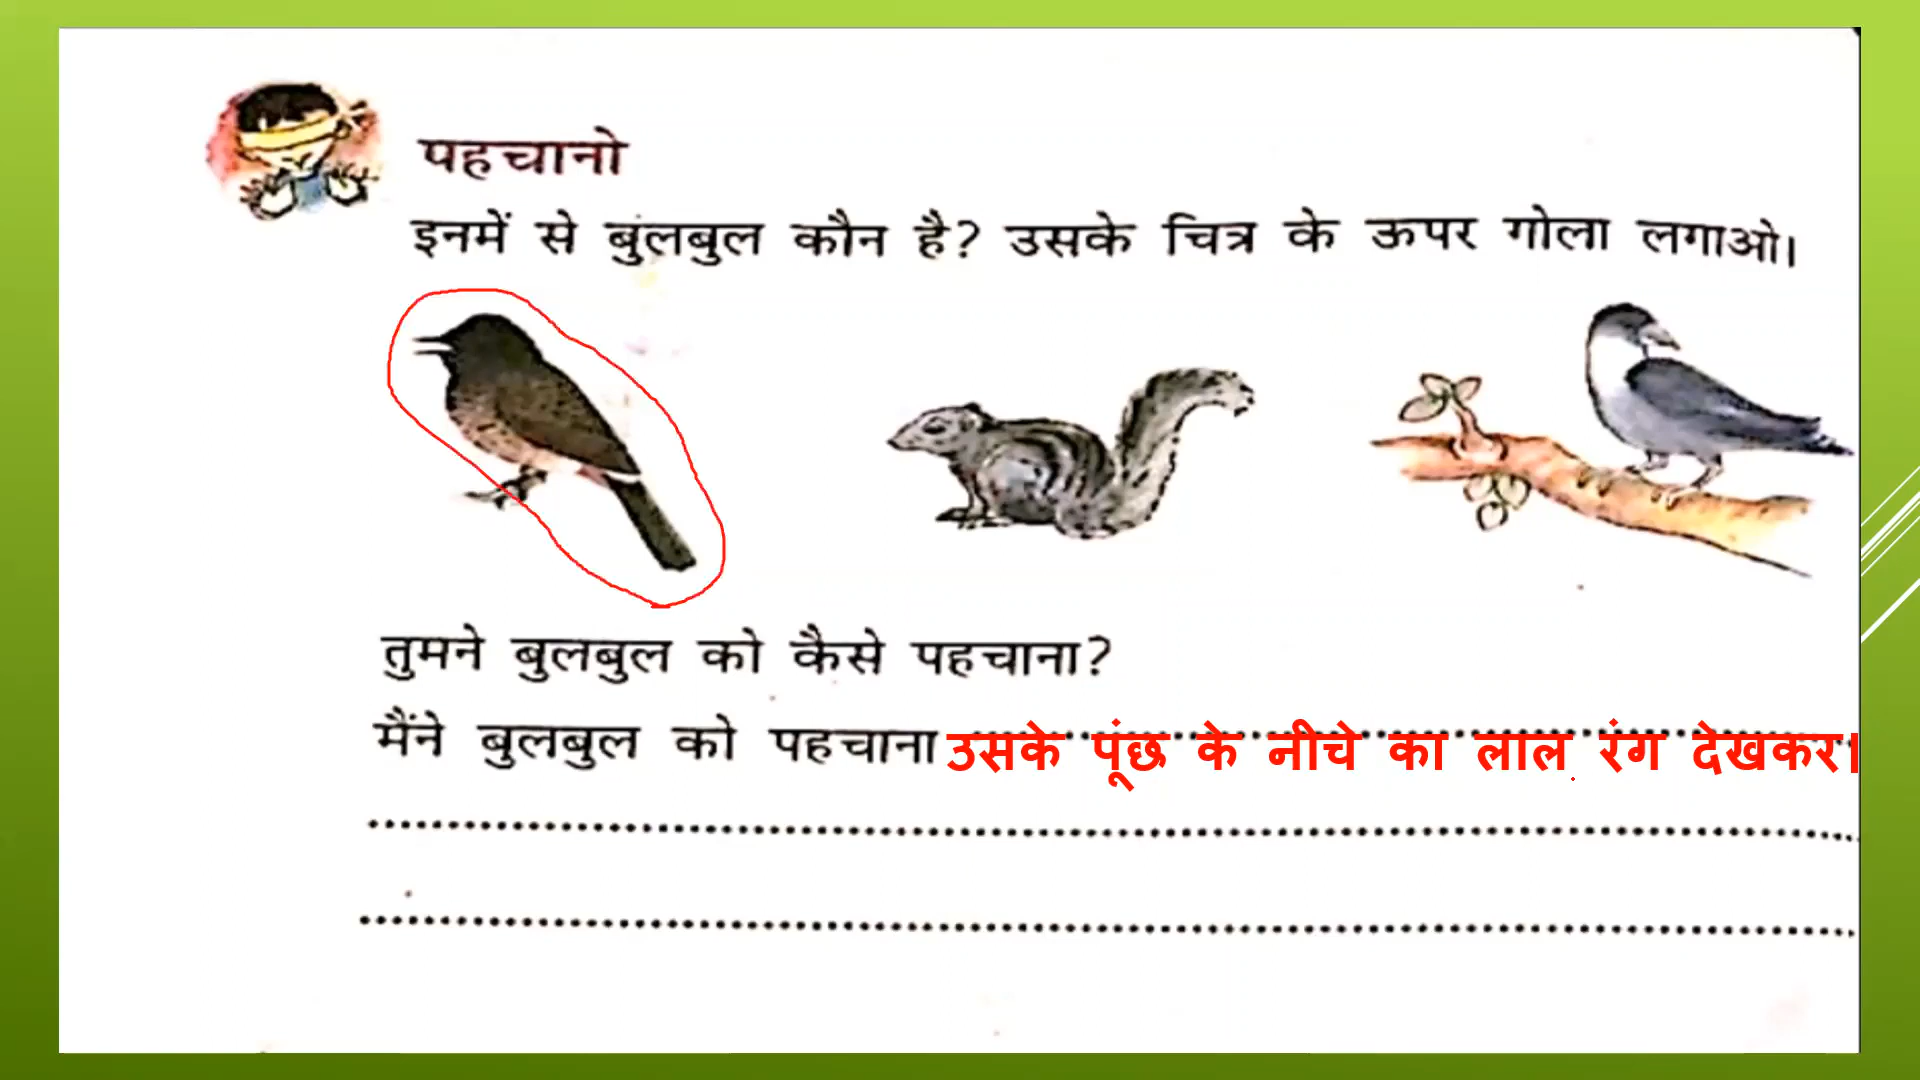 पहचानो
इनमें से बुलबुल कौन है? उसके चित्र के ऊपर गोला लगाओ।
तुमने बुलबुल को कैसे पहचाना?
मैंने बुलबुल को पहचाना उसके पूंछ के नीचे का लाल रंग देखकर।